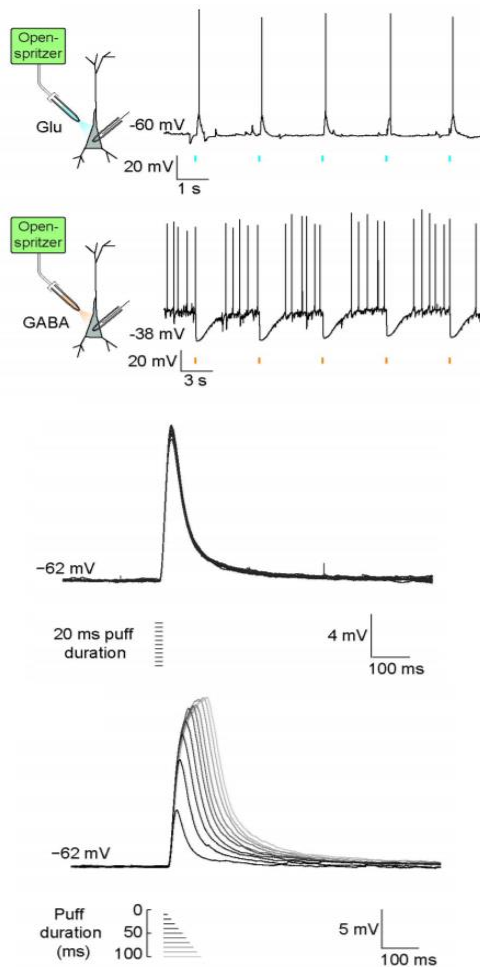 Open-
spritzer
Glu
-60 mV
20 mV
1 s
Open-
spritzer
GABA
-38 mV
20 mV
3 s
−62 mV
20 ms puff
duration
4 mV
100 ms
−62 mV
Puff
duration
(ms)
0
50
100
5 mV
100 ms